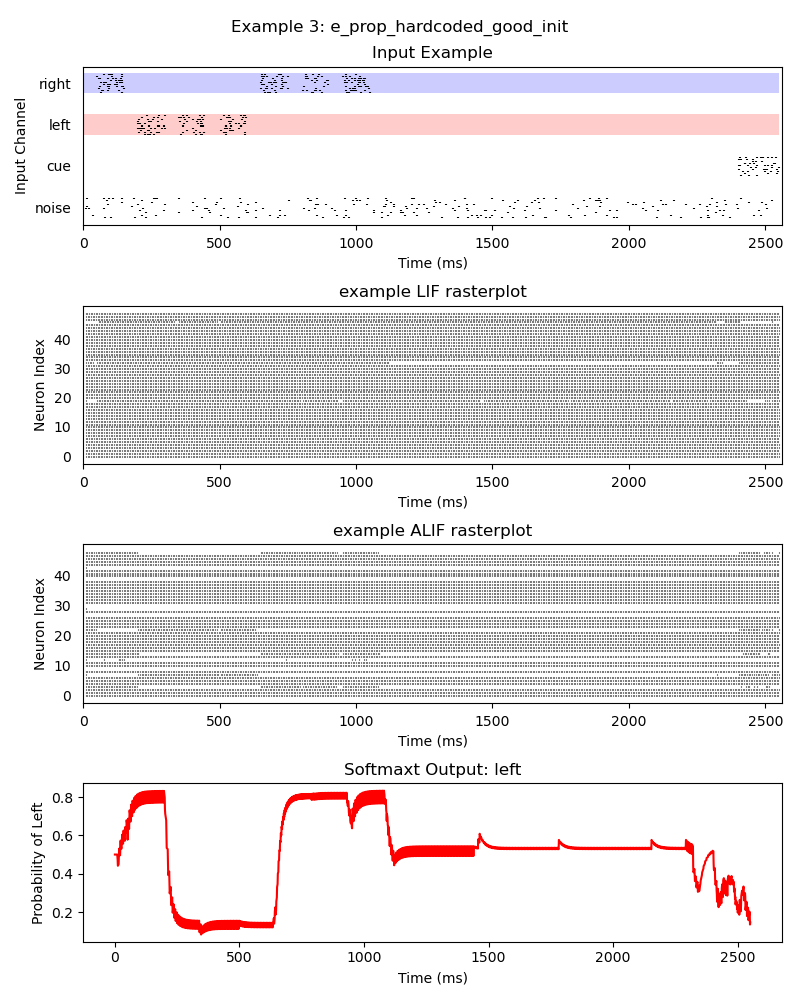 Example 3: e_prop_hardcoded_good_init
Input Example
Input Channel
right
left
cue
noise
0 500 1000 1500 2000 2500
Time (ms)
example LIF rasterplot
Neuron Index
40
30
20
10
0
0 500 1000 1500 2000 2500
Time (ms)
example ALIF rasterplot
Neuron Index
40
30
20
10
0
0 500 1000 1500 2000 2500
Time (ms)
Softmaxt Output: left
Probability of Left
0.8
0.6
0.4
0.2
0 500 1000 1500 2000 2500
Time (ms)